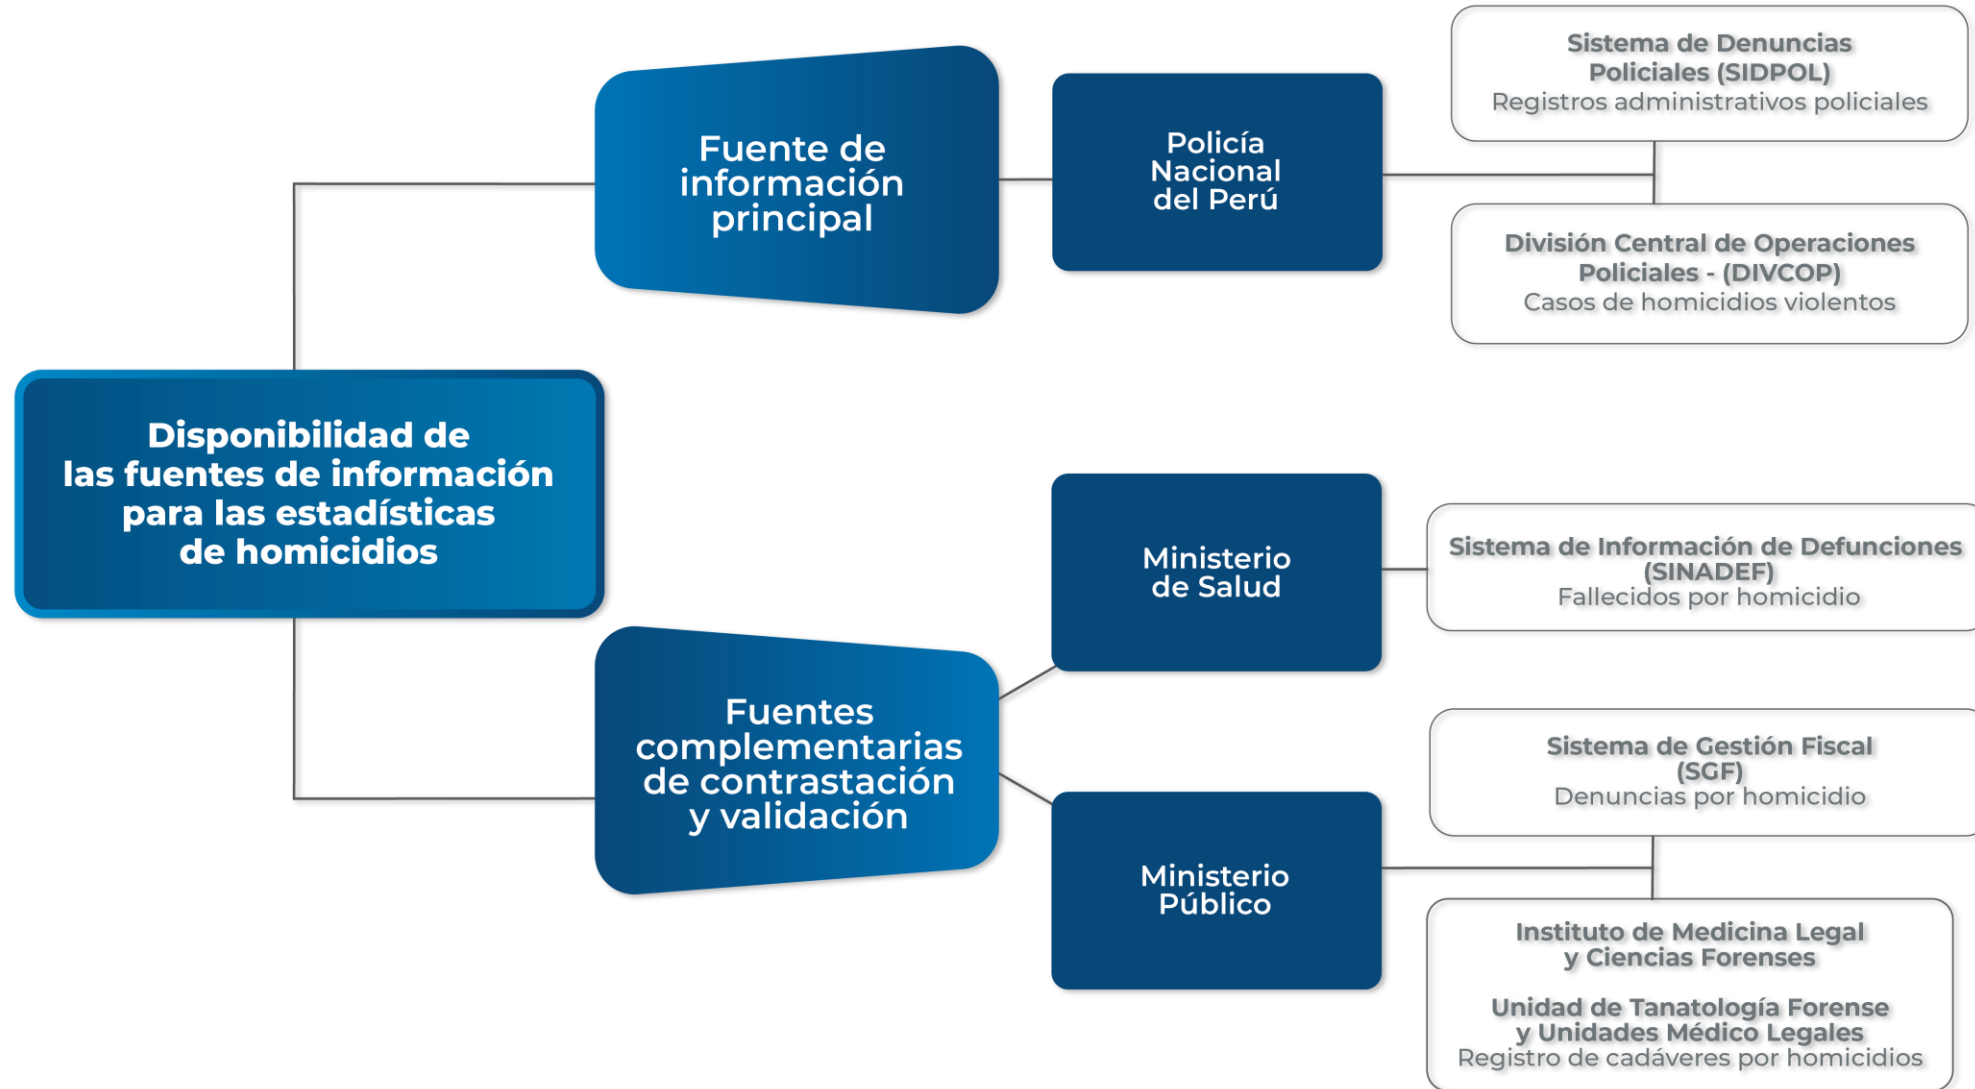 Disponibilidad de
las fuentes de información
para las estadísticas
de homicidios
Fuente de
información
principal
Policía
Nacional
del Perú
Sistema de Denuncias
Policiales (SIDPOL)
Registros administrativos policiales
División Central de Operaciones
Policiales - (DIVCOP)
Casos de homicidios violentos
Fuentes
complementarias
de contrastación
y validación
Ministerio
de Salud
Sistema de Información de Defunciones
(SINADEF)
Fallecidos por homicidio
Ministerio
Público
Sistema de Gestión Fiscal
(SGF)
Denuncias por homicidio
Instituto de Medicina Legal
y Ciencias Forenses
Unidad de Tanatología Forense
y Unidades Médico Legales
Registro de cadáveres por homicidios